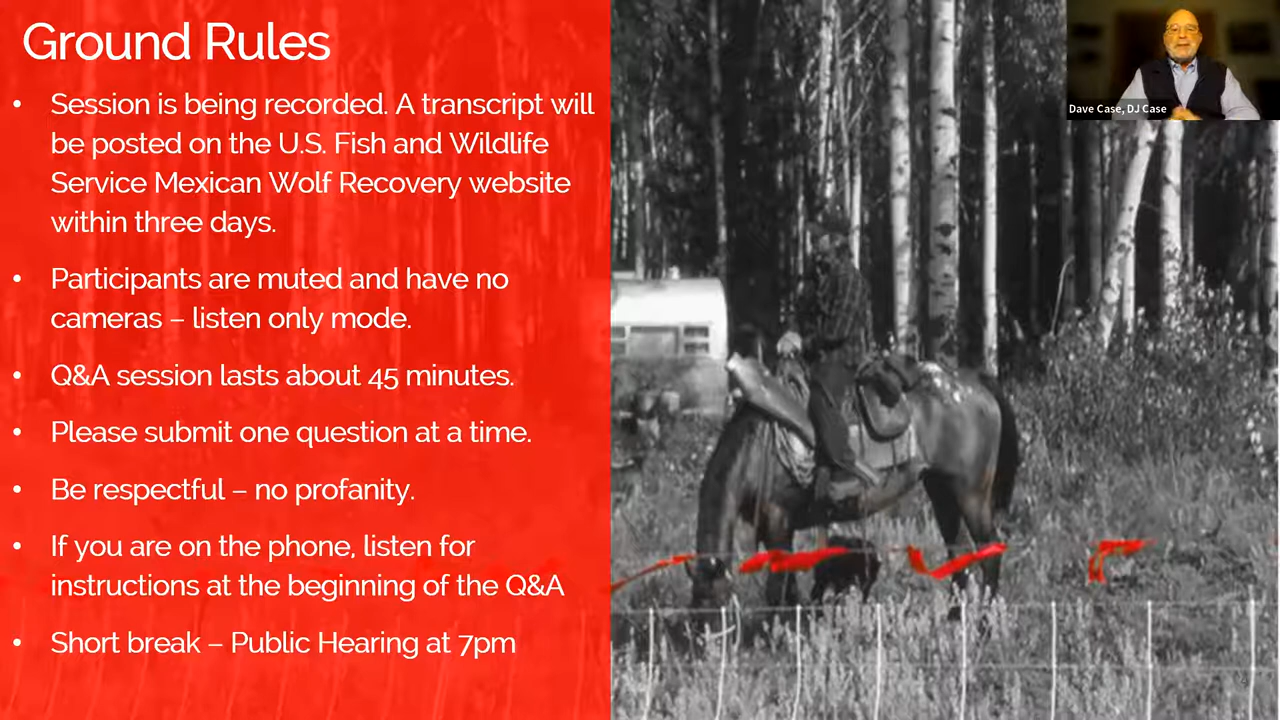 Ground Rules
• Session is being recorded. A transcript will
be posted on the U.S. Fish and Wildlife
Service Mexican Wolf Recovery website
within three days.
• Participants are muted and have no
cameras – listen only mode.
• Q&A session lasts about 45 minutes.
• Please submit one question at a time.
• Be respectful – no profanity.
• If you are on the phone, listen for
instructions at the beginning of the Q&A
• Short break – Public Hearing at 7pm
Dave Case, DJ Case